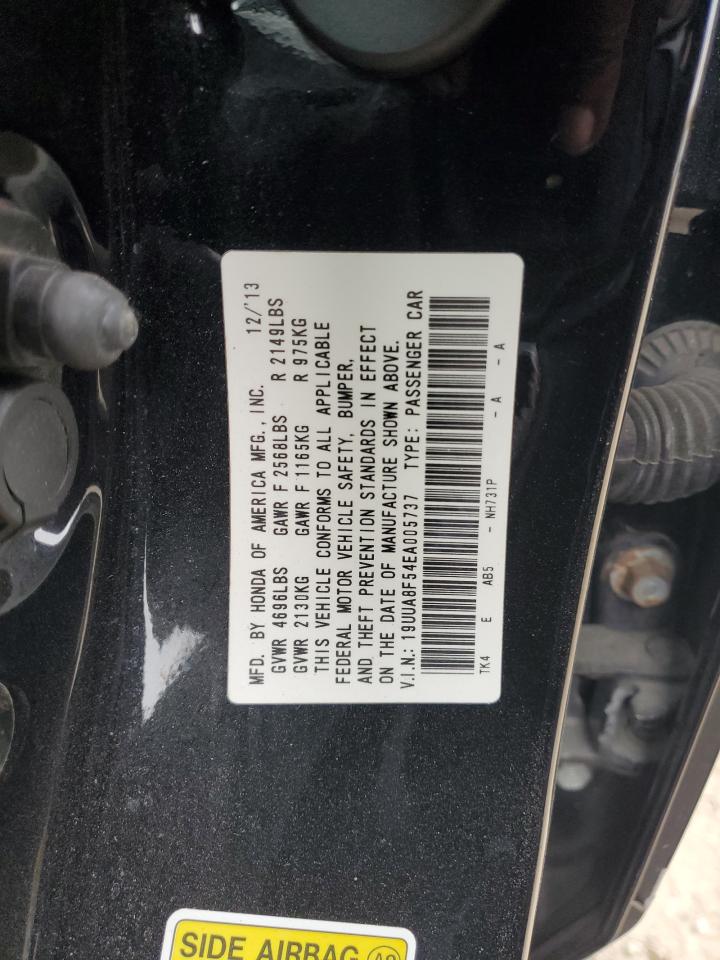 MFD. BY HONDA OF AMERICA MFG., INC. 12/'13
GVWR 4696LBS GAWR F 2568LBS R 2149LBS
GVWR 2130KG GAWR F 1165KG R 975KG
THIS VEHICLE CONFORMS TO ALL APPLICABLE
FEDERAL MOTOR VEHICLE SAFETY, BUMPER,
AND THEFT PREVENTION STANDARDS IN EFFECT
ON THE DATE OF MANUFACTURE SHOWN ABOVE.
V.I.N.: 19UUA8F54EA005737 TYPE: PASSENGER CAR
TK4 E AB5 - NH731P - A - A
SIDE AIRBAG